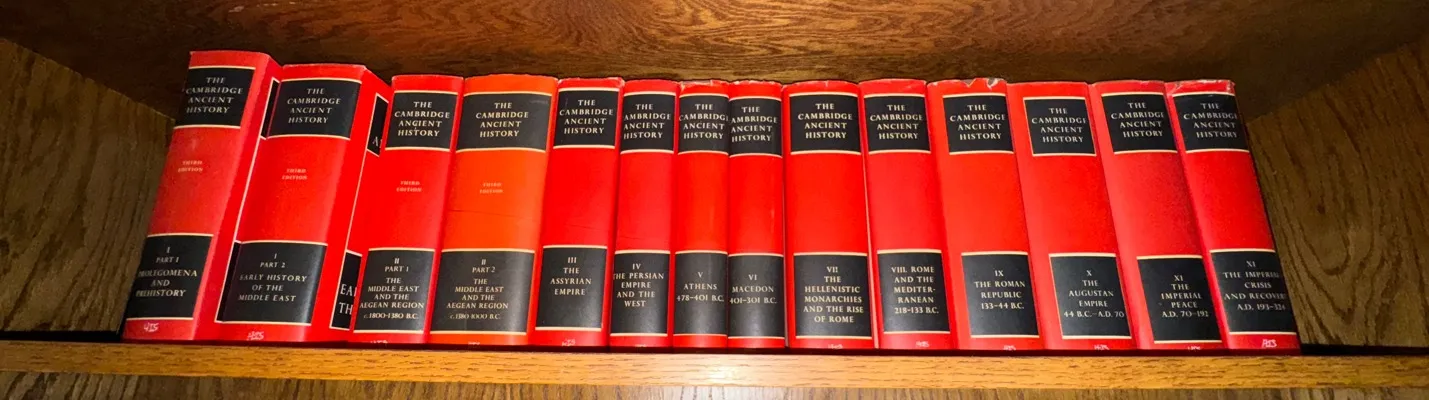 THE
CAMBRIDGE
ANCIENT
HISTORY
THIRD
EDITION
I
PART 1
PROLEGOMENA
AND
PREHISTORY
THE
CAMBRIDGE
ANCIENT
HISTORY
THIRD
EDITION
I
PART 2
EARLY HISTORY
OF THE
MIDDLE EAST
THE
CAMBRIDGE
ANCIENT
HISTORY
THIRD
EDITION
II
PART 1
THE
MIDDLE EAST
AND THE
AEGEAN REGION
c.1800-1380 B.C.
THE
CAMBRIDGE
ANCIENT
HISTORY
THIRD
EDITION
II
PART 2
THE
MIDDLE EAST
AND THE
AEGEAN REGION
c.1380-1000 B.C.
THE
CAMBRIDGE
ANCIENT
HISTORY
III
THE
ASSYRIAN
EMPIRE
THE
CAMBRIDGE
ANCIENT
HISTORY
IV
THE PERSIAN
EMPIRE
AND THE
WEST
THE
CAMBRIDGE
ANCIENT
HISTORY
V
ATHENS
478-401 B.C.
THE
CAMBRIDGE
ANCIENT
HISTORY
VI
MACEDON
401-301 B.C.
THE
CAMBRIDGE
ANCIENT
HISTORY
VII
THE
HELLENISTIC
MONARCHIES
AND THE
RISE OF
ROME
THE
CAMBRIDGE
ANCIENT
HISTORY
VIII. ROME
AND THE
MEDITER-
RANEAN
218-133 B.C.
THE
CAMBRIDGE
ANCIENT
HISTORY
IX
THE ROMAN
REPUBLIC
133-44 B.C.
THE
CAMBRIDGE
ANCIENT
HISTORY
X
THE
AUGUSTAN
EMPIRE
44 B.C.-A.D. 70
THE
CAMBRIDGE
ANCIENT
HISTORY
XI
THE
IMPERIAL
PEACE
A.D. 70-192
THE
CAMBRIDGE
ANCIENT
HISTORY
XI
THE IMPERIAL
CRISIS
AND RECOVERY
A.D. 193-324